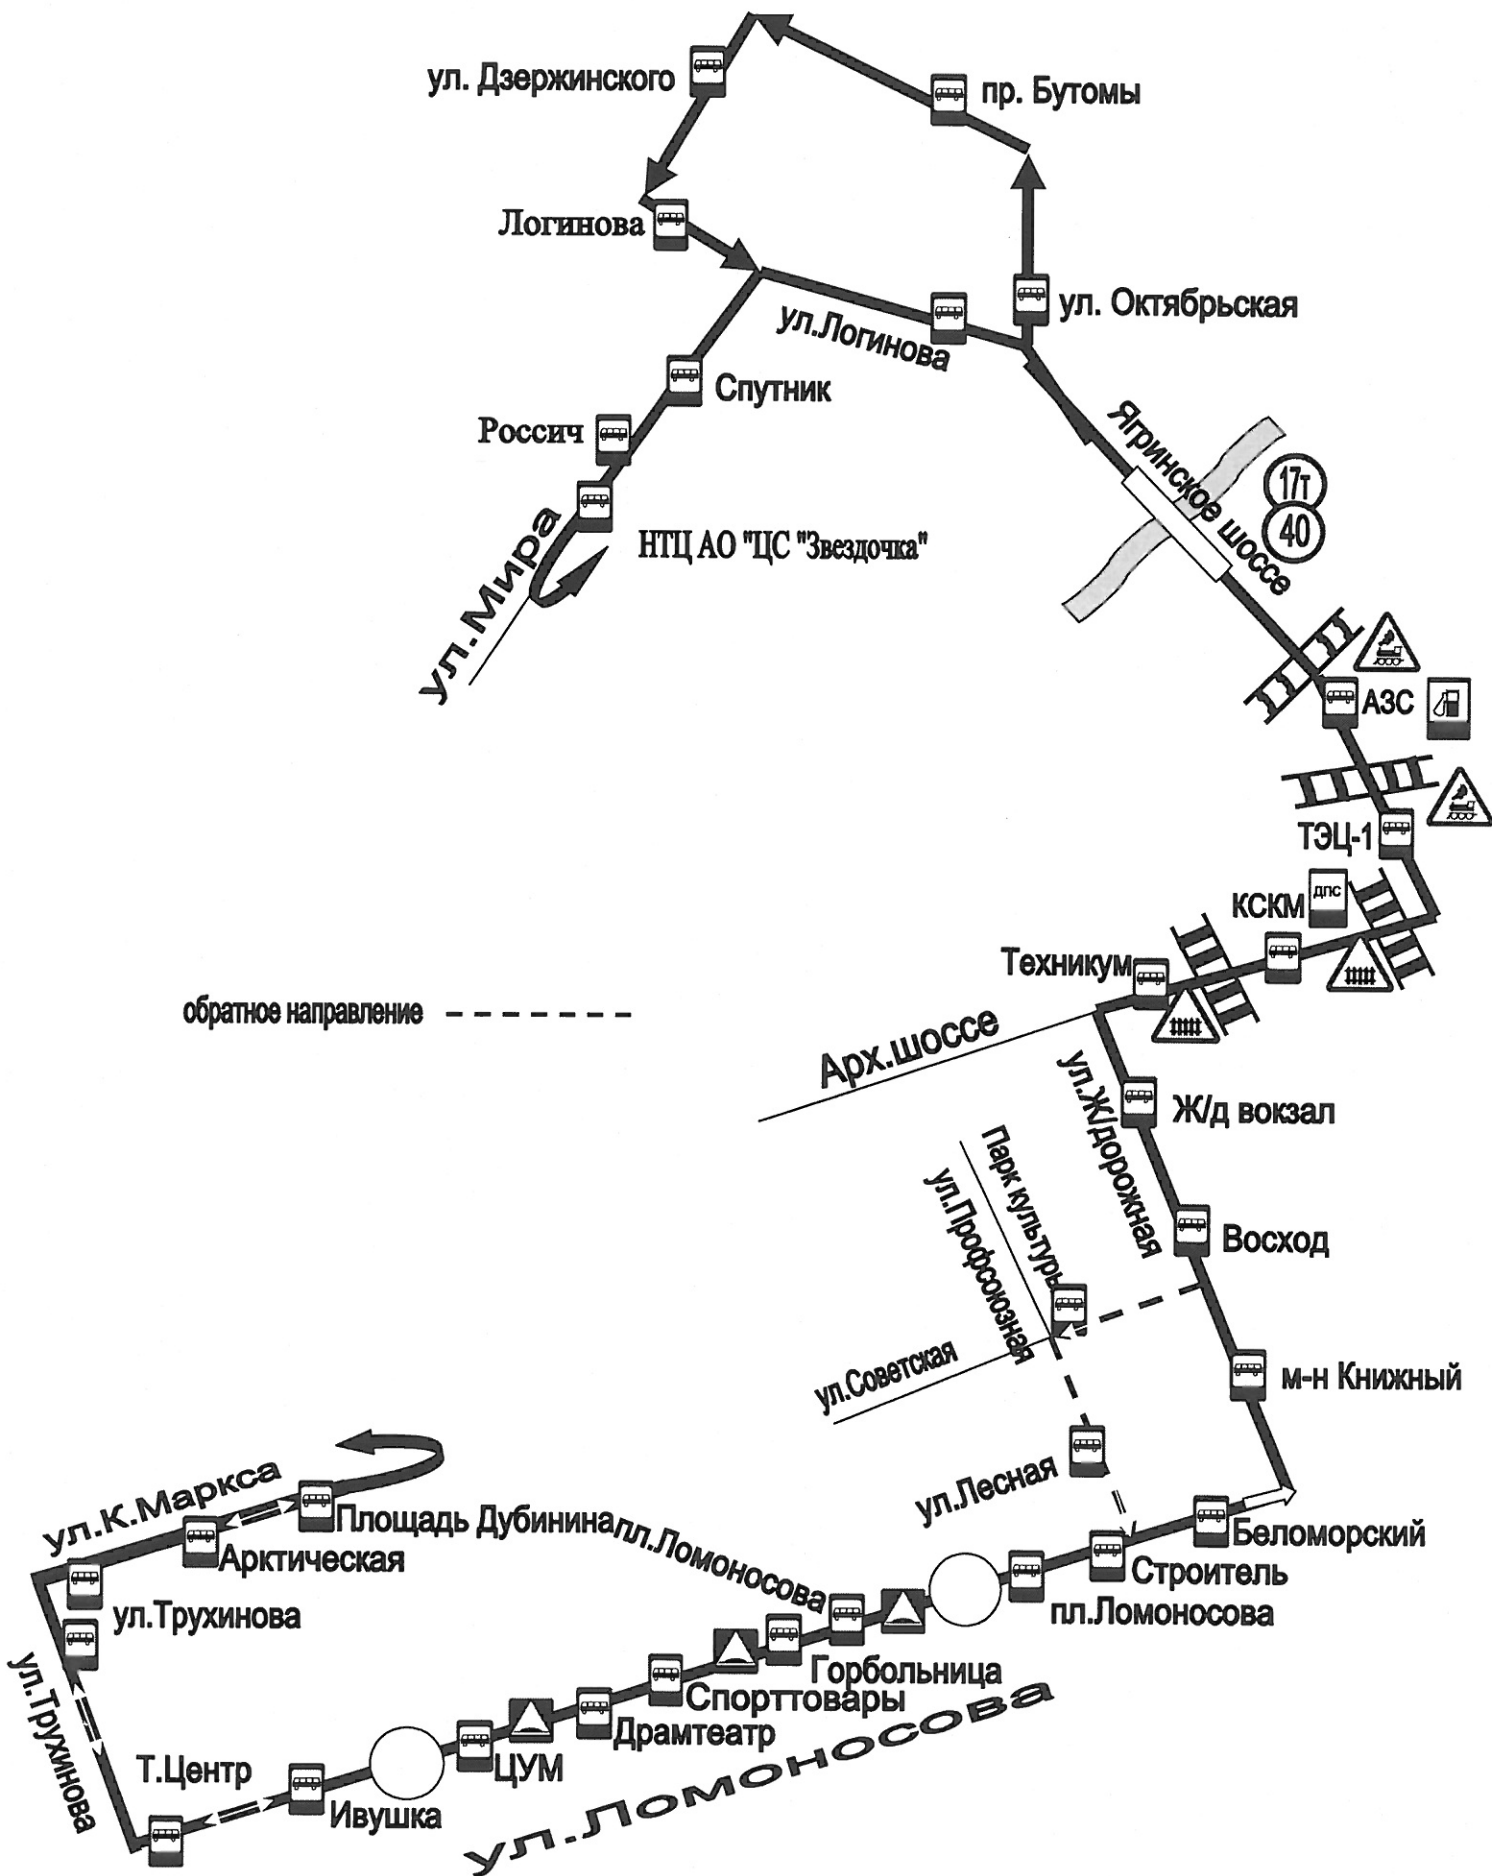 ул. Дзержинского
пр. Бутомы
Логинова
ул. Октябрьская
ул.Логинова
Спутник
Россич
Ягринское шоссе
17т
40
НТЦ АО "ЦС "Звездочка"
ул.Мира
АЗС
ТЭЦ-1
ДПС
КСКМ
Техникум
обратное направление
Арх.шоссе
ул.Ж/дорожная
Ж/д вокзал
Парк культуры
ул.Профсоюзная
Восход
ул.Советская
м-н Книжный
ул.Лесная
ул.К.Маркса
Площадь Дубинина
пл.Ломоносова
Беломорский
Арктическая
Строитель
ул.Трухинова
пл.Ломоносова
ул.Трухинова
Горбольница
Спорттовары
Драмтеатр
ул.Ломоносова
ЦУМ
Т.Центр
Ивушка